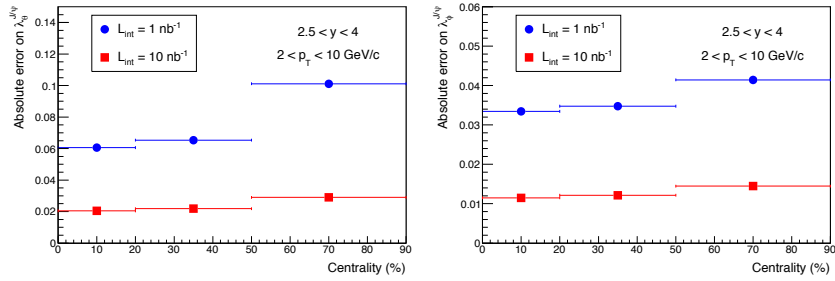 Absolute error on λ_θ^{J/ψ}
0.14
0.12
0.1
0.08
0.06
0.04
0.02
0
L_int = 1 nb⁻¹
L_int = 10 nb⁻¹
2.5 < y < 4
2 < p_T < 10 GeV/c
0 10 20 30 40 50 60 70 80 90
Centrality (%)
Absolute error on λ_φ^{J/ψ}
0.06
0.05
0.04
0.03
0.02
0.01
0
L_int = 1 nb⁻¹
L_int = 10 nb⁻¹
2.5 < y < 4
2 < p_T < 10 GeV/c
0 10 20 30 40 50 60 70 80 90
Centrality (%)